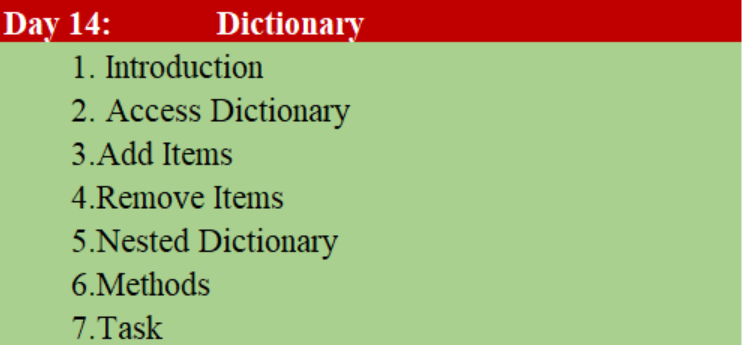 Day 14: Dictionary
1. Introduction
2. Access Dictionary
3.Add Items
4.Remove Items
5.Nested Dictionary
6.Methods
7.Task